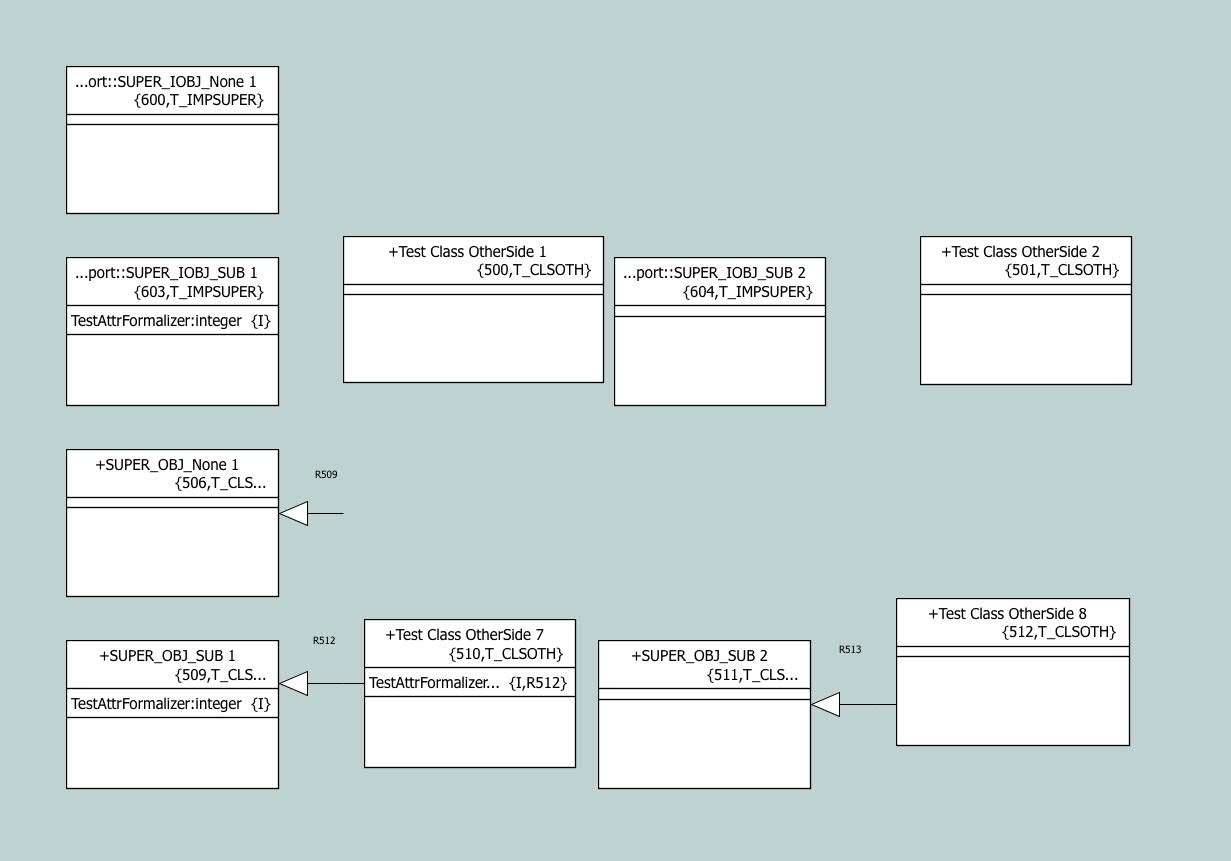 ...ort::SUPER_IOBJ_None 1
{600,T_IMPSUPER}
...port::SUPER_IOBJ_SUB 1
{603,T_IMPSUPER}
TestAttrFormalizer:integer {I}
+Test Class OtherSide 1
{500,T_CLSOTH}
...port::SUPER_IOBJ_SUB 2
{604,T_IMPSUPER}
+Test Class OtherSide 2
{501,T_CLSOTH}
+SUPER_OBJ_None 1
{506,T_CLS...
R509
+SUPER_OBJ_SUB 1
{509,T_CLS...
TestAttrFormalizer:integer {I}
R512
+Test Class OtherSide 7
{510,T_CLSOTH}
TestAttrFormalizer... {I,R512}
+SUPER_OBJ_SUB 2
{511,T_CLS...
R513
+Test Class OtherSide 8
{512,T_CLSOTH}